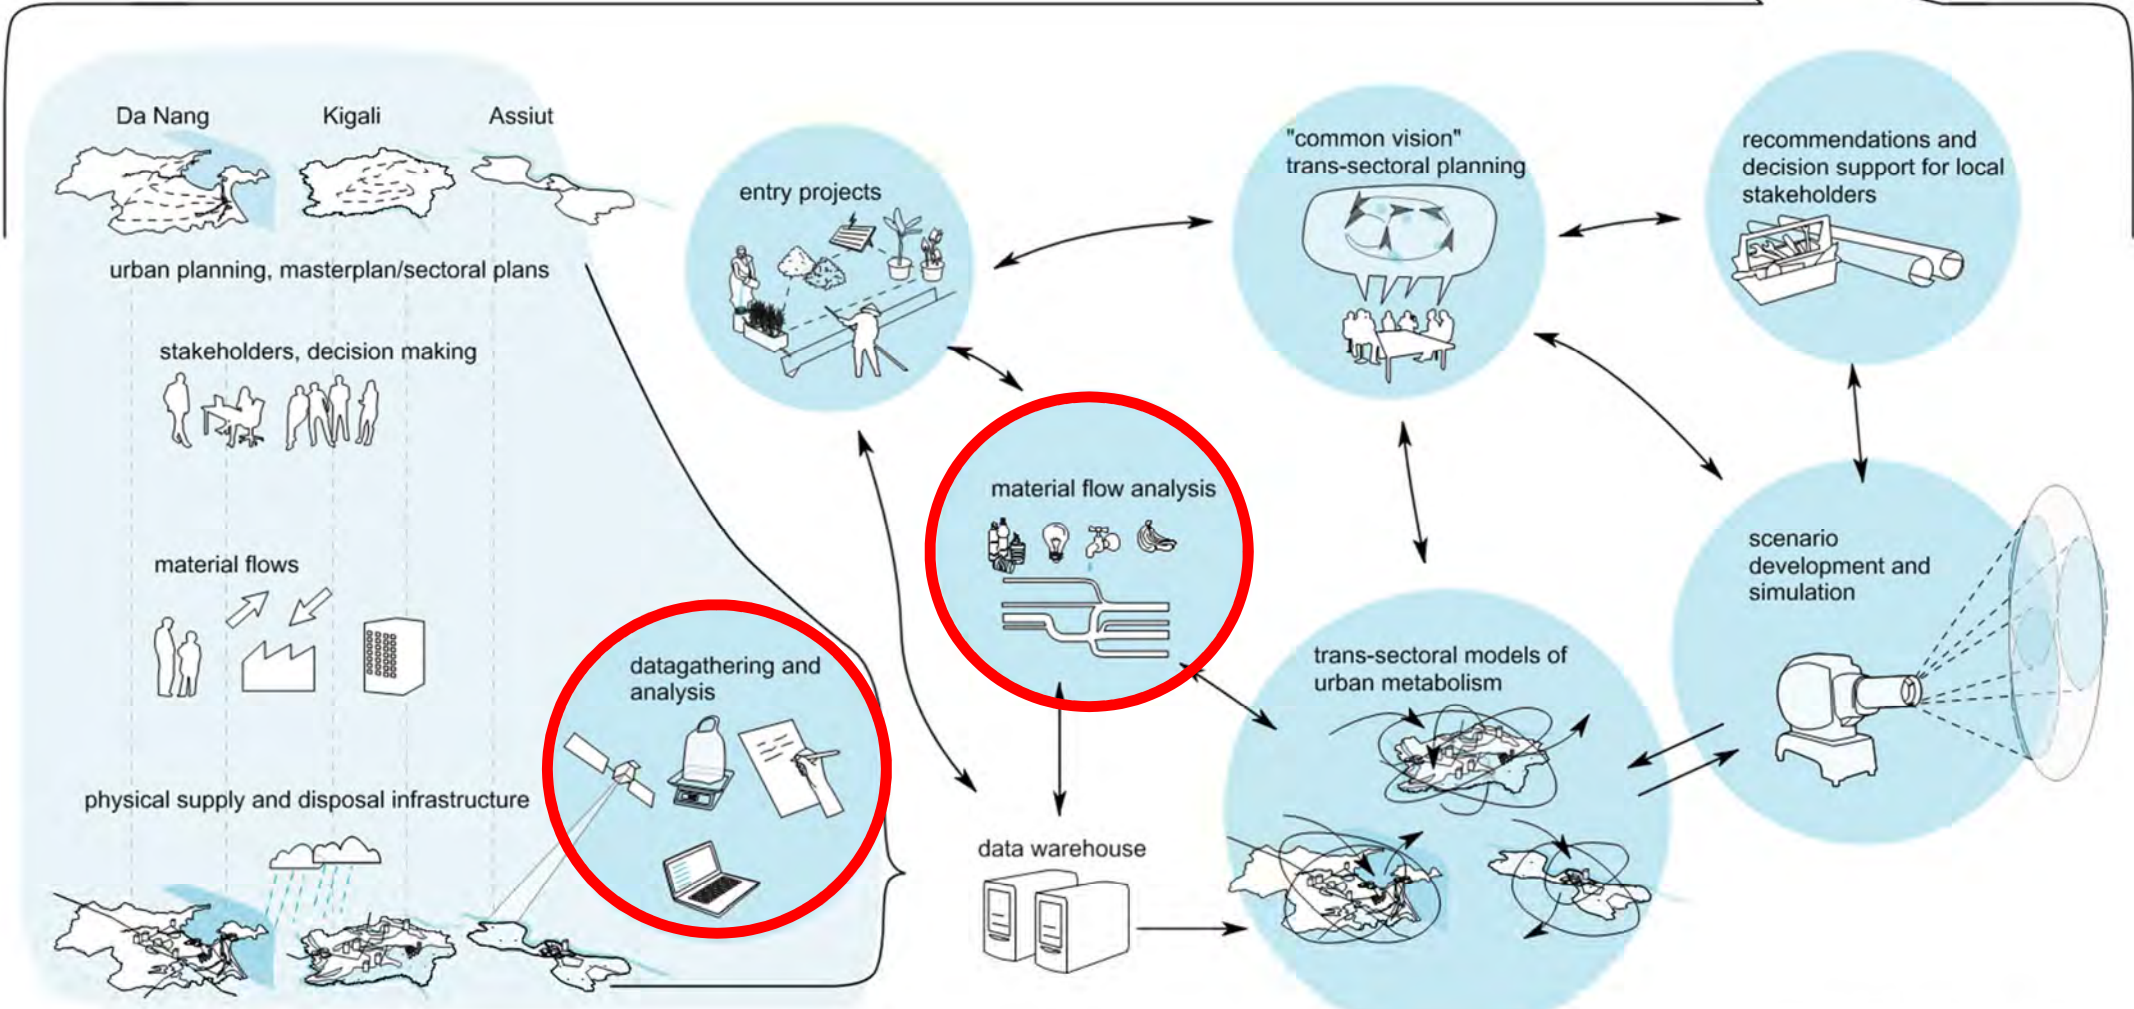 Da Nang
Kigali
Assiut
urban planning, masterplan/sectoral plans
stakeholders, decision making
material flows
physical supply and disposal infrastructure
datagathering and
analysis
entry projects
material flow analysis
data warehouse
"common vision"
trans-sectoral planning
trans-sectoral models of
urban metabolism
recommendations and
decision support for local
stakeholders
scenario
development and
simulation